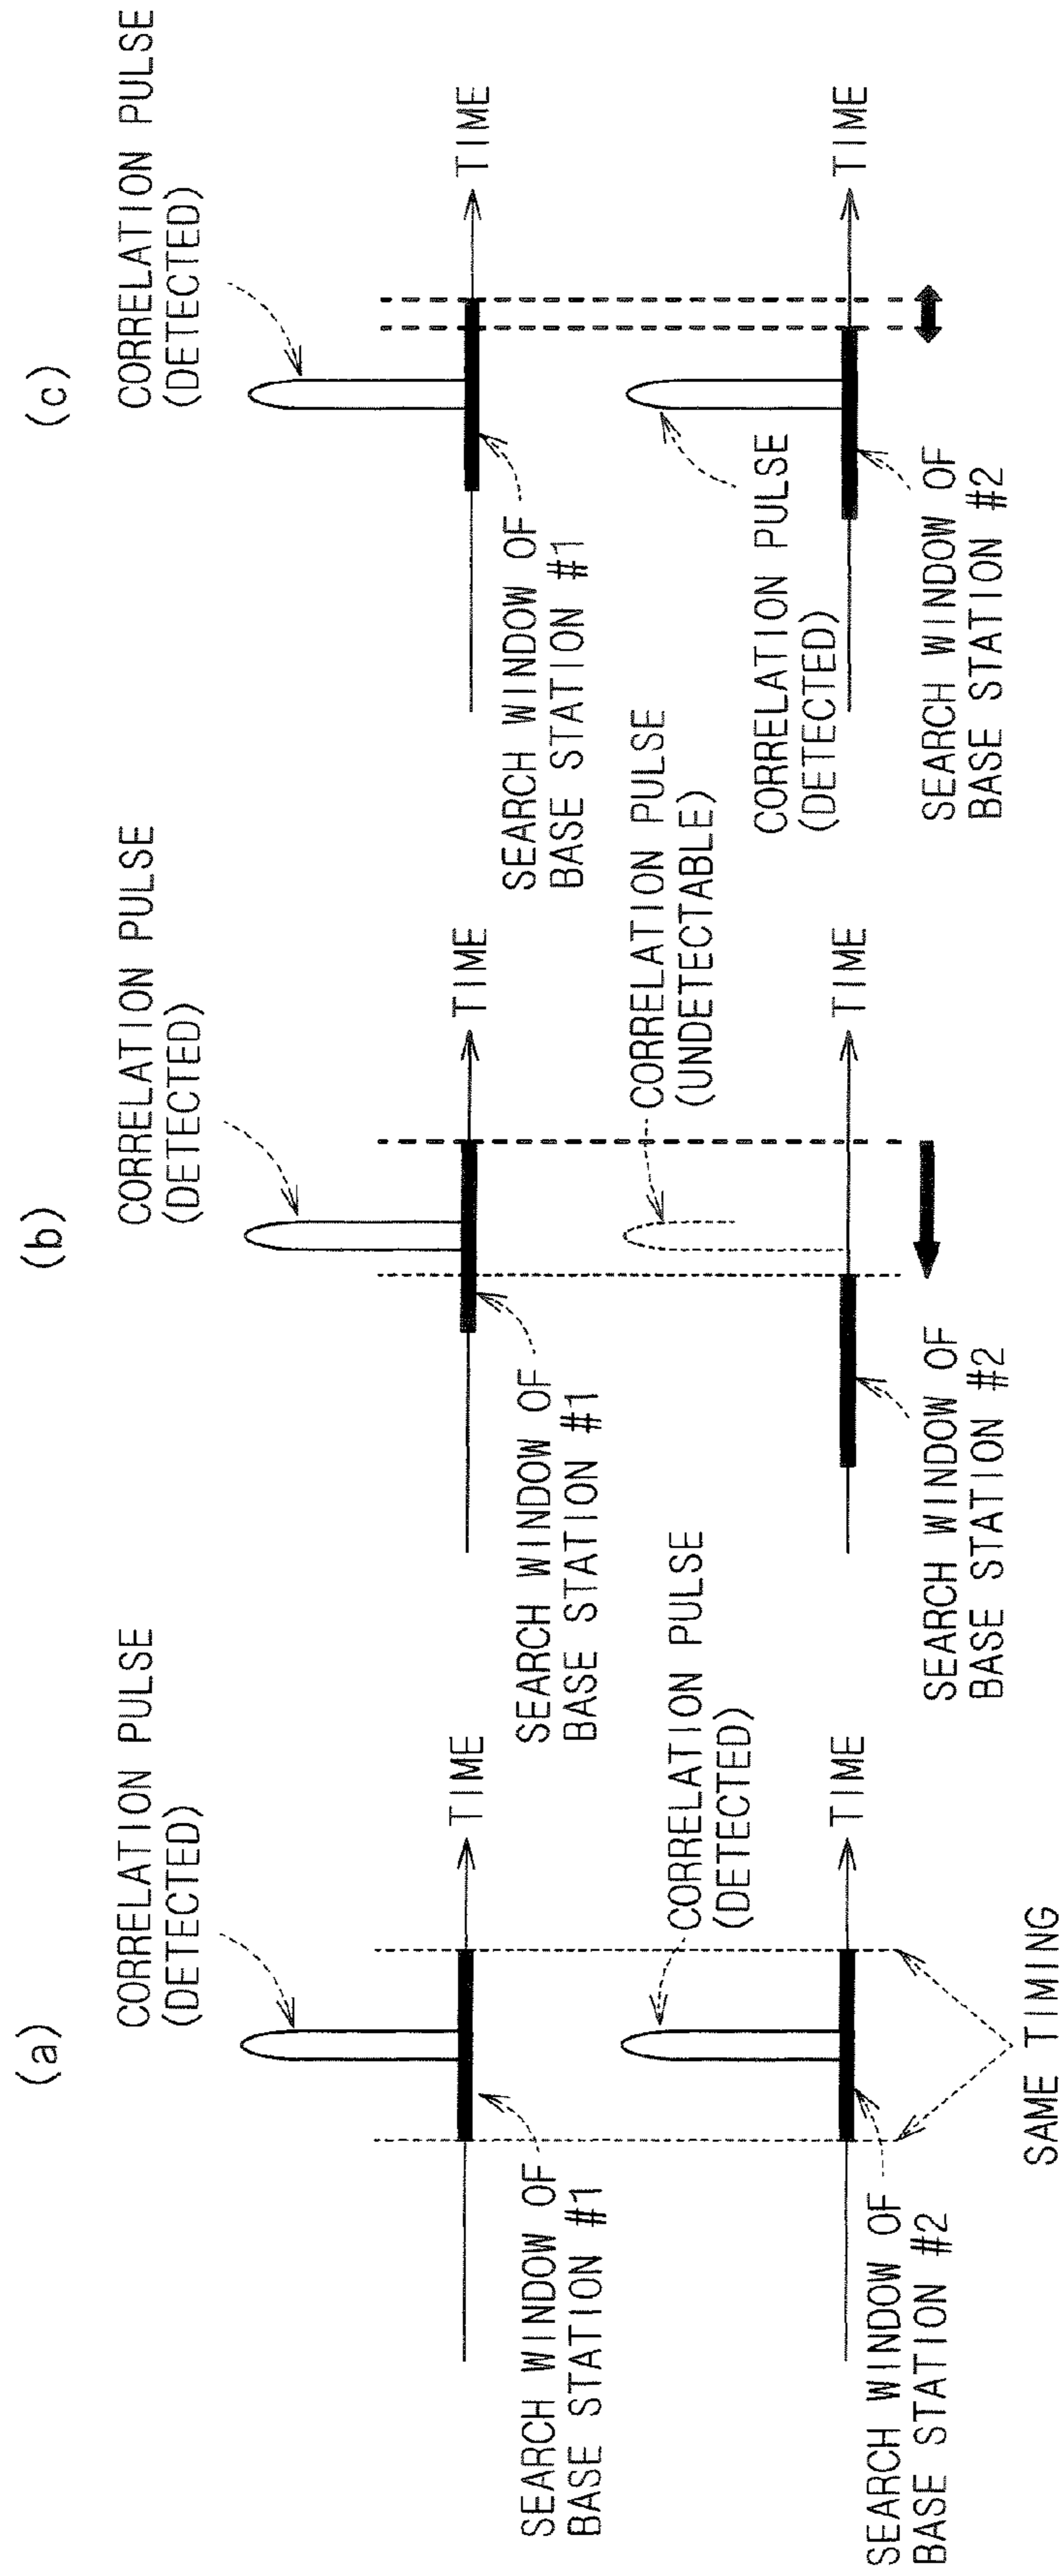 (a)
CORRELATION PULSE
(DETECTED)
TIME
SEARCH WINDOW OF
BASE STATION #1
CORRELATION PULSE
(DETECTED)
TIME
SEARCH WINDOW OF
BASE STATION #2
SAME TIMING
(b)
CORRELATION PULSE
(DETECTED)
TIME
SEARCH WINDOW OF
BASE STATION #1
CORRELATION PULSE
(UNDETECTABLE)
TIME
SEARCH WINDOW OF
BASE STATION #2
(c)
CORRELATION PULSE
(DETECTED)
TIME
SEARCH WINDOW OF
BASE STATION #1
CORRELATION PULSE
(DETECTED)
TIME
SEARCH WINDOW OF
BASE STATION #2